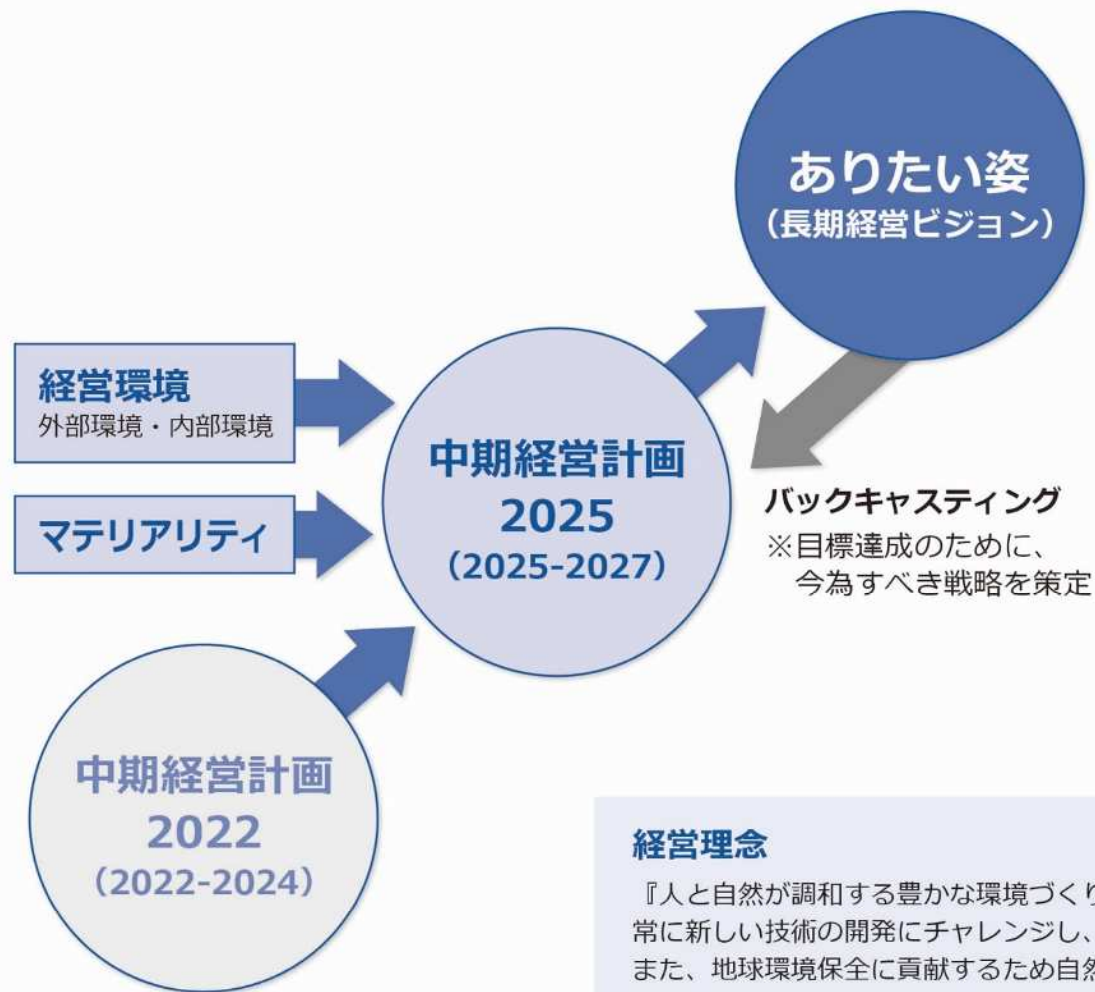 ありたい姿
（長期経営ビジョン）
経営環境
外部環境・内部環境
マテリアリティ
中期経営計画
2025
（2025-2027）
バックキャスティング
※目標達成のために、
今為すべき戦略を策定
中期経営計画
2022
（2022-2024）
経営理念
『人と自然が調和する豊かな環境づくり
常に新しい技術の開発にチャレンジし、
また、地球環境保全に貢献するため自然